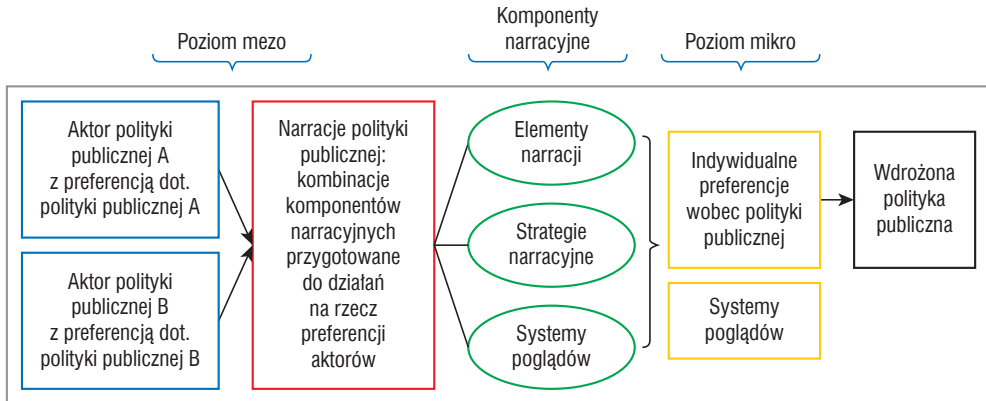 Poziom mezo
Komponenty
narracyjne
Poziom mikro
Aktor polityki
publicznej A
z preferencją dot.
polityki publicznej A
Aktor polityki
publicznej B
z preferencją dot.
polityki publicznej B
Narracje polityki
publicznej:
kombinacje
komponentów
narracyjnych
przygotowane
do działań
na rzecz
preferencji
aktorów
Elementy
narracji
Strategie
narracyjne
Systemy
poglądów
Indywidualne
preferencje
wobec polityki
publicznej
Systemy
poglądów
Wdrożona
polityka
publiczna